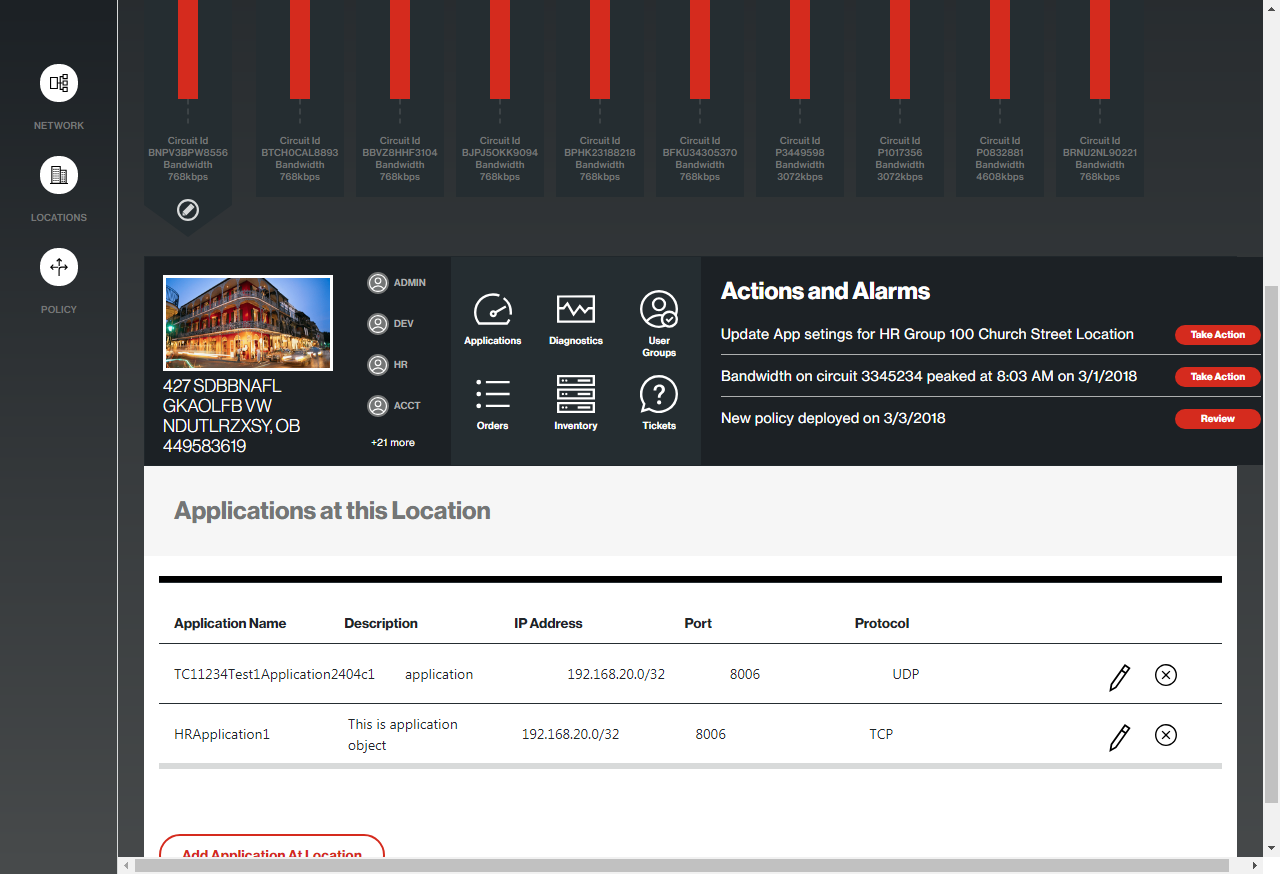 NETWORK
LOCATIONS
POLICY
Circuit Id
BNPV3BPW8556
Bandwidth
768kbps
Circuit Id
BTCH0CAL8893
Bandwidth
768kbps
Circuit Id
BBVZ8HHF3104
Bandwidth
768kbps
Circuit Id
BJPJ5OKK9094
Bandwidth
768kbps
Circuit Id
BPHK23188218
Bandwidth
768kbps
Circuit Id
BFKU34305370
Bandwidth
768kbps
Circuit Id
P3449598
Bandwidth
3072kbps
Circuit Id
P1017356
Bandwidth
3072kbps
Circuit Id
P0832881
Bandwidth
4608kbps
Circuit Id
BRNU2NL90221
Bandwidth
768kbps
427 SDBBNAFL
GKAOLFB VW
NDUTLRZXSY, OB
449583619
ADMIN
DEV
HR
ACCT
+21 more
Applications
Diagnostics
User
Groups
Orders
Inventory
Tickets
Actions and Alarms
Update App setings for HR Group 100 Church Street Location
Take Action
Bandwidth on circuit 3345234 peaked at 8:03 AM on 3/1/2018
Take Action
New policy deployed on 3/3/2018
Review
Applications at this Location
Application Name Description IP Address Port Protocol
TC11234Test1Application2404c1 application 192.168.20.0/32 8006 UDP
HRApplication1 This is application
object 192.168.20.0/32 8006 TCP
Add Application At Location